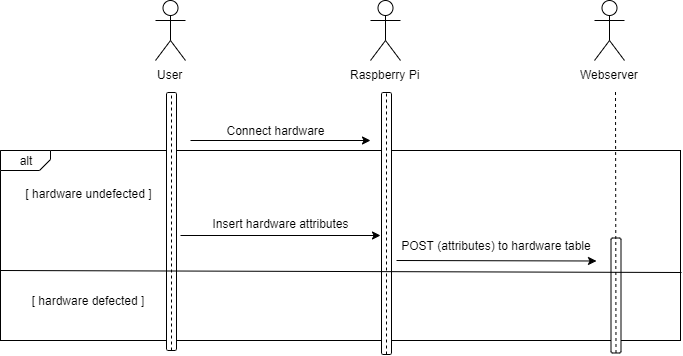 User
Raspberry Pi
Webserver
Connect hardware
alt
[ hardware undefected ]
Insert hardware attributes
POST (attributes) to hardware table
[ hardware defected ]